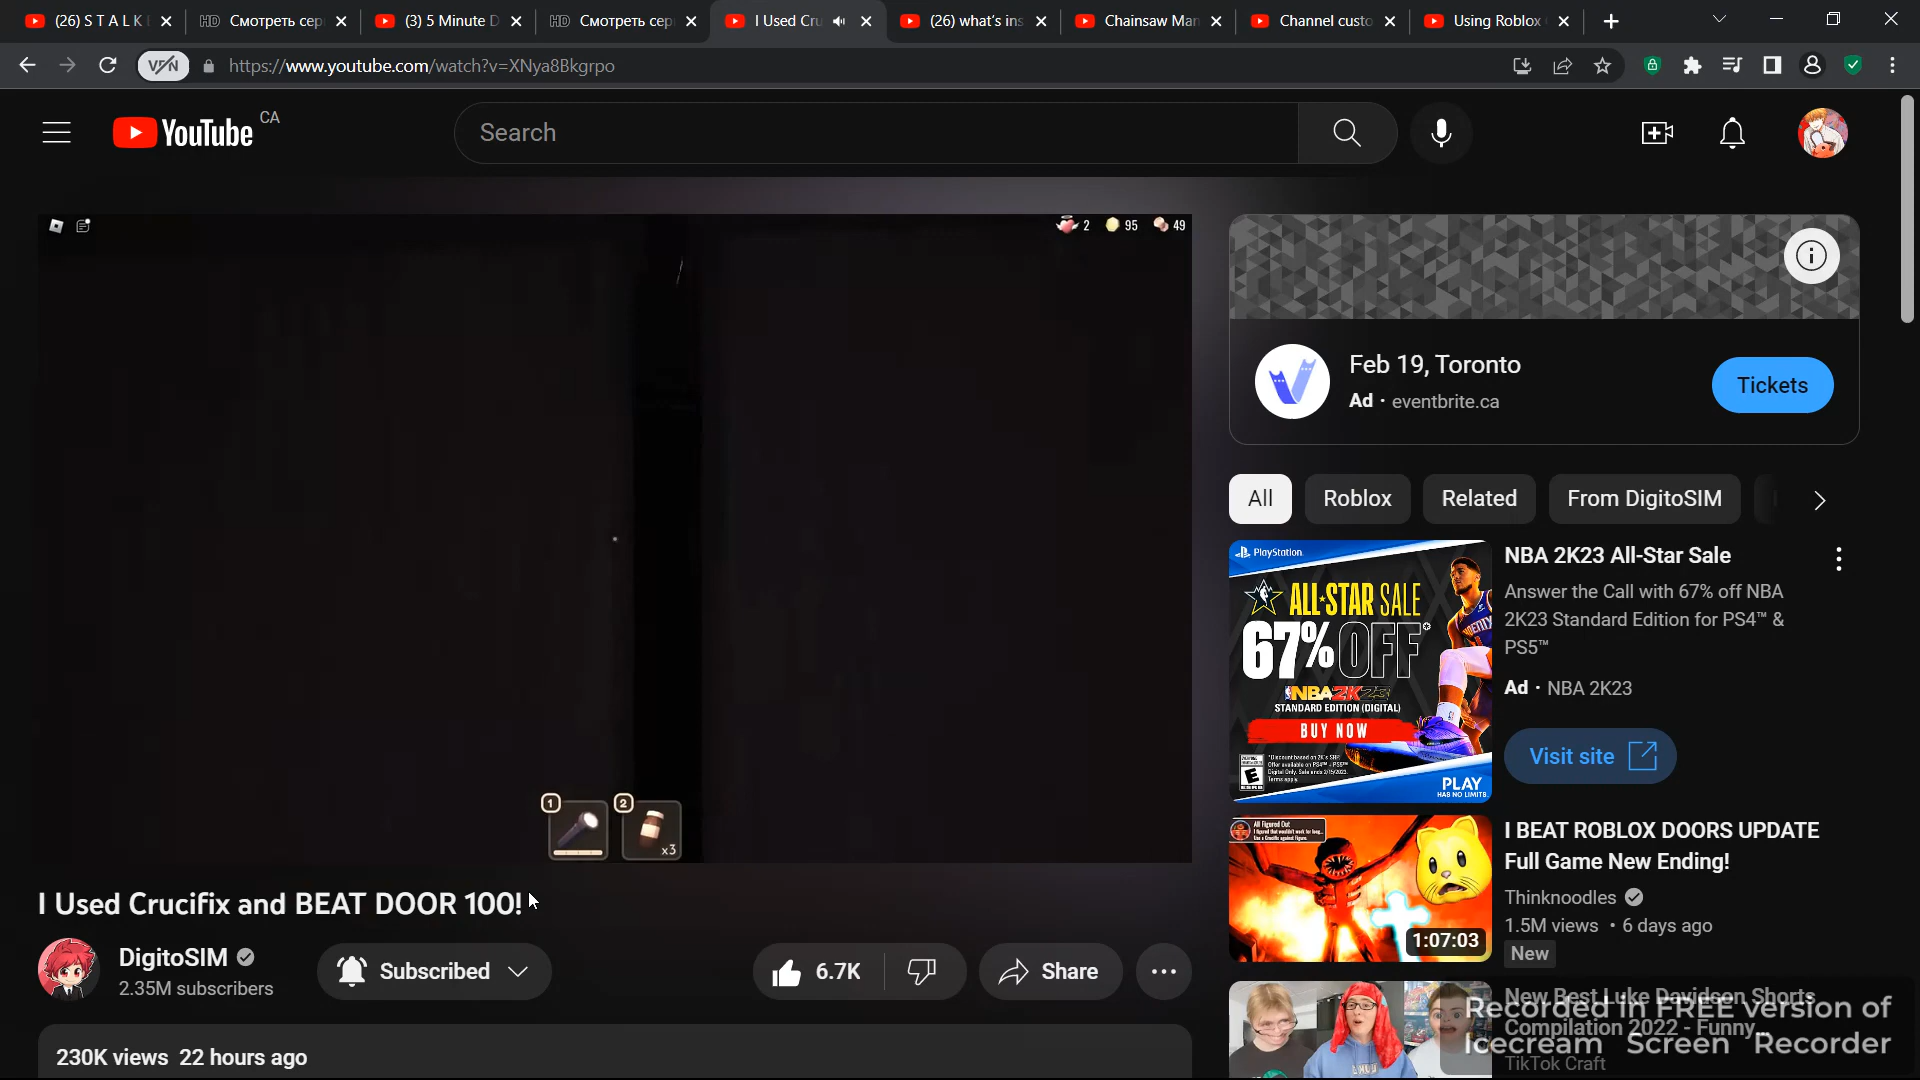 (26) S T A L K E
Смотреть сер
(3) 5 Minute D
Смотреть сер
I Used Cru
(26) what's ins
Chainsaw Man
Channel custo
Using Roblox
VPN
https://www.youtube.com/watch?v=XNya8Bkgrpo
YouTube CA
Search
2 95 49
1 2
x3
Feb 19, Toronto
Ad · eventbrite.ca
Tickets
All Roblox Related From DigitoSIM
PlayStation
ALL★STAR SALE
67% OFF*
NBA2K23
STANDARD EDITION (DIGITAL)
BUY NOW
PLAY
HAS NO LIMITS
E
NBA 2K23 All-Star Sale
Answer the Call with 67% off NBA
2K23 Standard Edition for PS4™ &
PS5™
Ad · NBA 2K23
Visit site
All Figured Out
1:07:03
I BEAT ROBLOX DOORS UPDATE
Full Game New Ending!
Thinknoodles
1.5M views • 6 days ago
New
I Used Crucifix and BEAT DOOR 100!
DigitoSIM
2.35M subscribers
Subscribed
6.7K
Share
230K views 22 hours ago
New Best Luke Davidson Shorts
Compilation 2022 - Funny...
TikTok Craft
Recorded in FREE version of
Icecream Screen Recorder